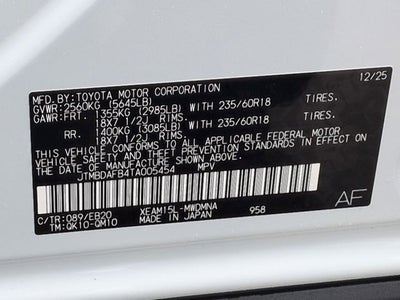 MFD.BY:TOYOTA MOTOR CORPORATION 12/25
GVWR:2560KG (5645LB)
GAWR:FRT. 1355KG (2985LB) WITH 235/60R18 TIRES.
18X7 1/2J RIMS.
RR. 1400KG (3085LB) WITH 235/60R18 TIRES.
18X7 1/2J RIMS.
THIS VEHICLE CONFORMS TO ALL APPLICABLE FEDERAL MOTOR
VEHICLE SAFETY AND THEFT PREVENTION STANDARDS IN
EFFECT ON THE DATE OF MANUFACTURE SHOWN ABOVE.
JTMBDAFB4TA005454 MPV
C/TR:089/EB20 XEAM15L-MWDMNA AF
TM:QK10-QM10 MADE IN JAPAN 958